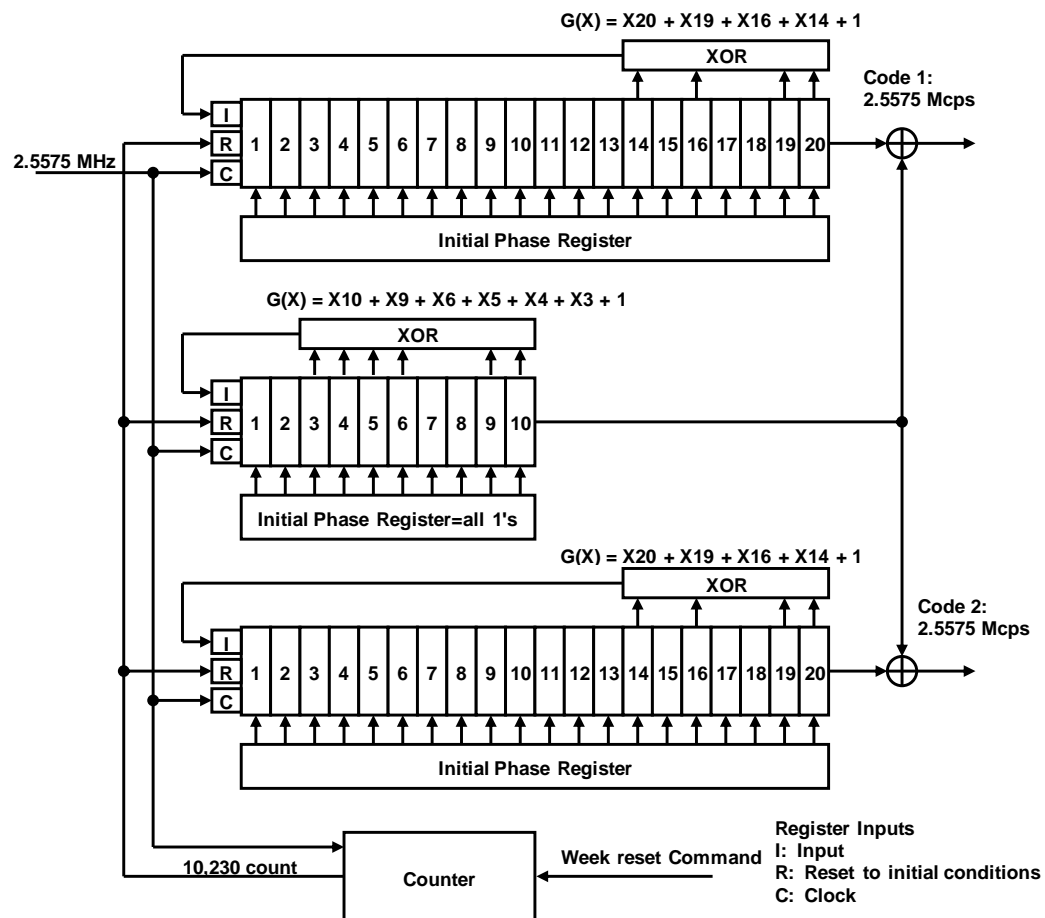 G(X) = X20 + X19 + X16 + X14 + 1
XOR
Code 1:
2.5575 Mcps
I
R
C
1 2 3 4 5 6 7 8 9 10 11 12 13 14 15 16 17 18 19 20
2.5575 MHz
Initial Phase Register
G(X) = X10 + X9 + X6 + X5 + X4 + X3 + 1
XOR
I
R
C
1 2 3 4 5 6 7 8 9 10
Initial Phase Register=all 1's
G(X) = X20 + X19 + X16 + X14 + 1
XOR
Code 2:
2.5575 Mcps
I
R
C
1 2 3 4 5 6 7 8 9 10 11 12 13 14 15 16 17 18 19 20
Initial Phase Register
10,230 count
Counter
Week reset Command
Register Inputs
I: Input
R: Reset to initial conditions
C: Clock